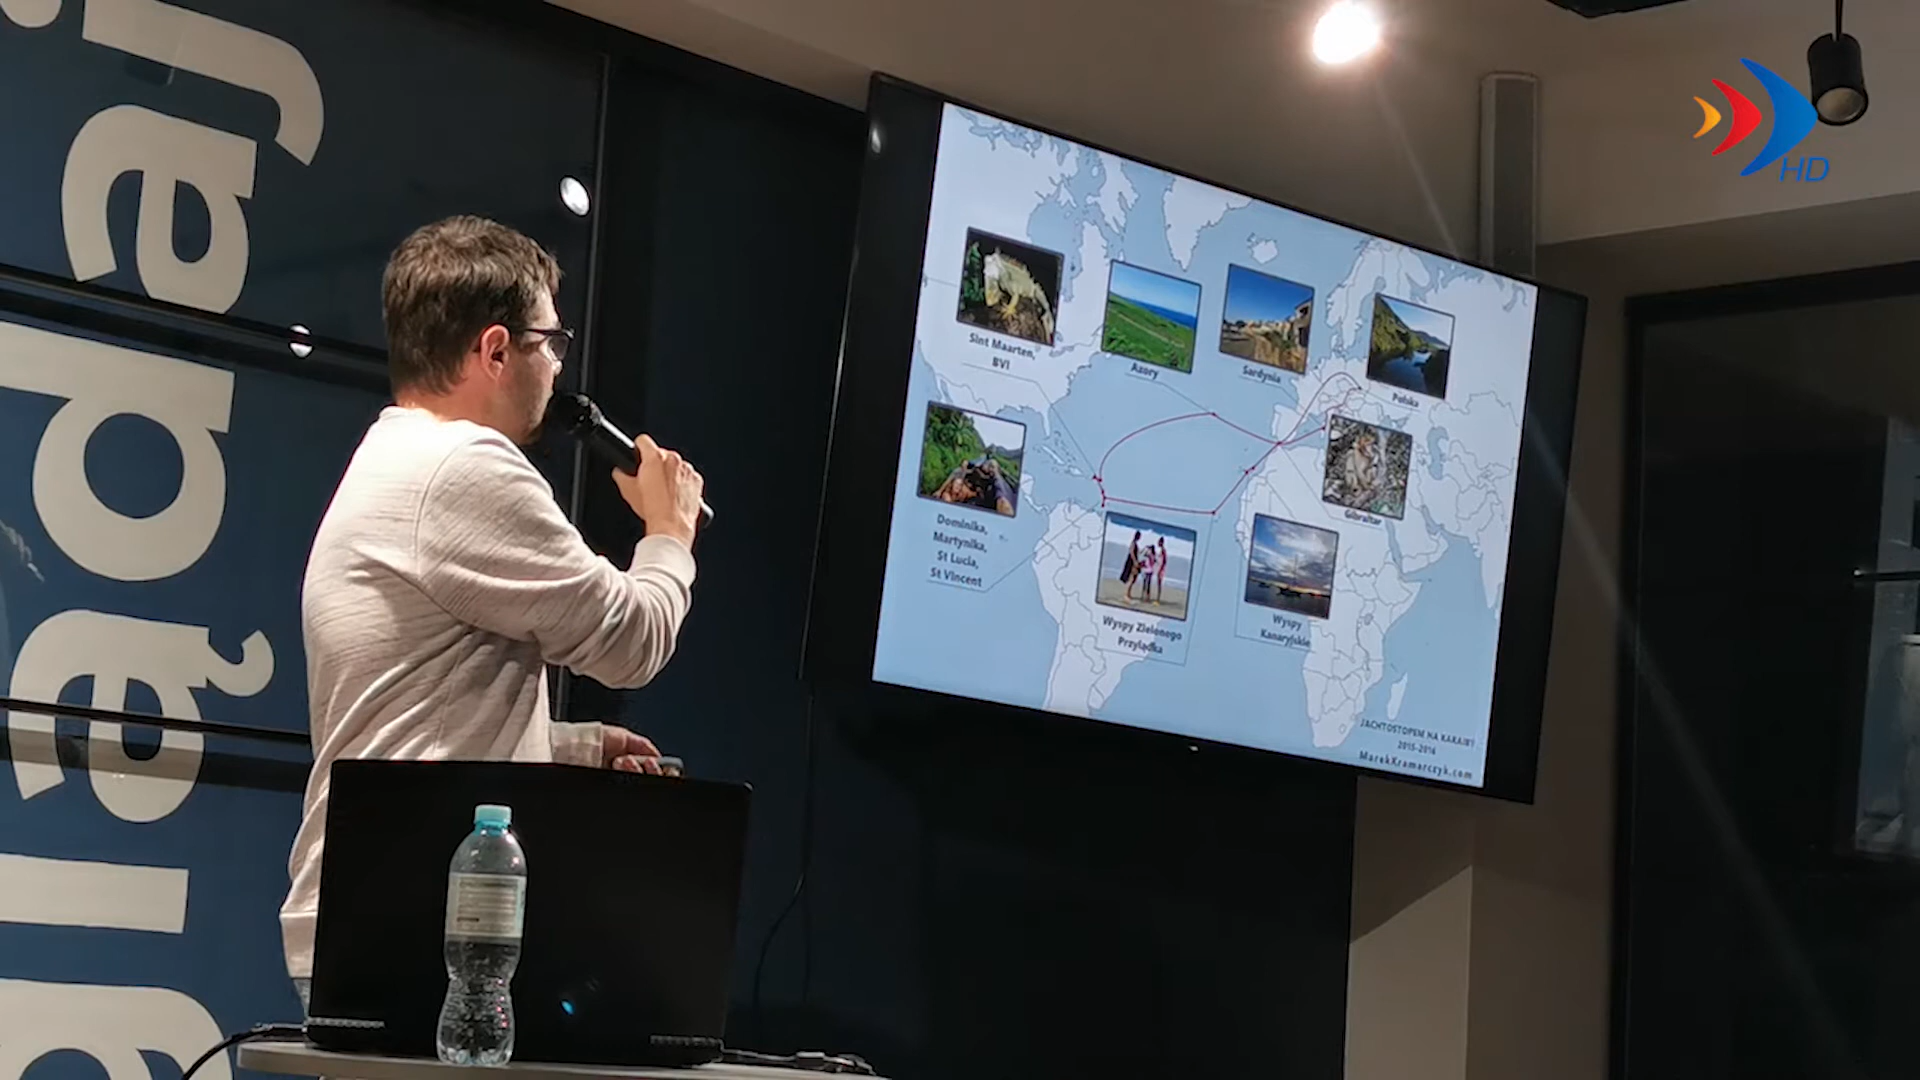 glądaj
HD
Sint Maarten,
BVI
Azory
Sardynia
Polska
Gibraltar
Dominika,
Martynika,
St Lucia,
St Vincent
Wyspy Zielonego
Przylądka
Wyspy
Kanaryjskie
JACHTOSTOPEM NA KARAIBY
2015-2016
MarekKramarczyk.com